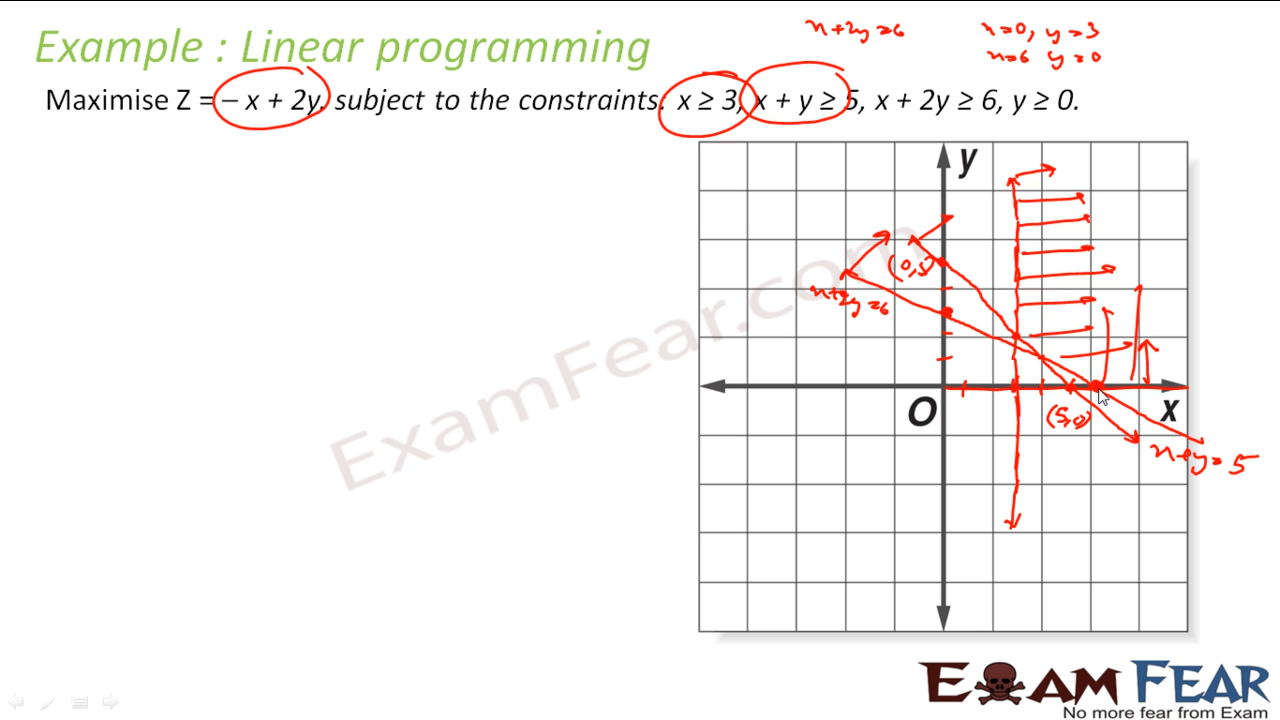 Example : Linear programming
x+2y=6
x=0, y=3
x=6 y=0
Maximise Z = – x + 2y, subject to the constraints. x ≥ 3, x + y ≥ 5, x + 2y ≥ 6, y ≥ 0.
y
(0,5)
x+2y=6
O
x
(5,0)
x+y=5
ExamFear.com
EXAM FEAR
No more fear from Exam